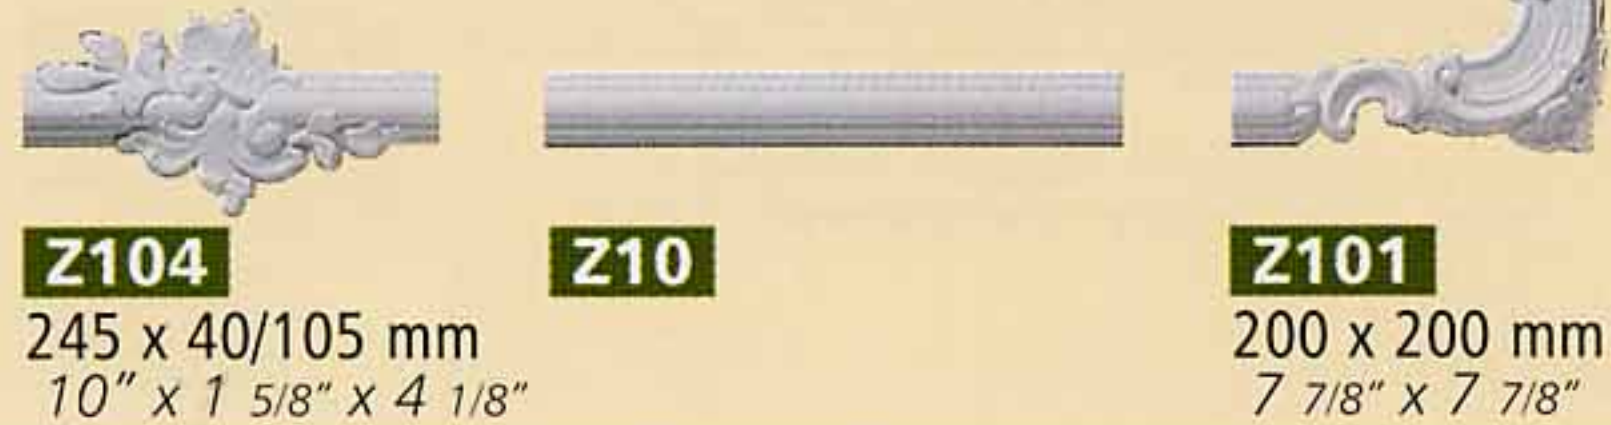 Z104
245 x 40/105 mm
10” x 1 5/8” x 4 1/8”
Z10
Z101
200 x 200 mm
7 7/8” x 7 7/8”